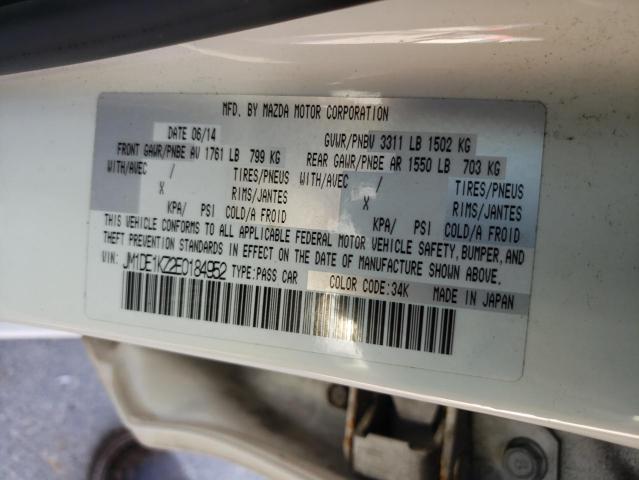 MFD. BY MAZDA MOTOR CORPORATION
DATE 06/14 GVWR/PNBV 3311 LB 1502 KG
FRONT GAWR/PNBE AV 1761 LB 799 KG REAR GAWR/PNBE AR 1550 LB 703 KG
WITH/AVEC / TIRES/PNEUS WITH/AVEC / TIRES/PNEUS
X RIMS/JANTES X RIMS/JANTES
KPA/ PSI COLD/A FROID KPA/ PSI COLD/A FROID
THIS VEHICLE CONFORMS TO ALL APPLICABLE FEDERAL MOTOR VEHICLE SAFETY, BUMPER, AND
THEFT PREVENTION STANDARDS IN EFFECT ON THE DATE OF MANUFACTURE SHOWN ABOVE.
VIN: JM1DE1KZ2E0184952 TYPE:PASS CAR COLOR CODE:34K MADE IN JAPAN